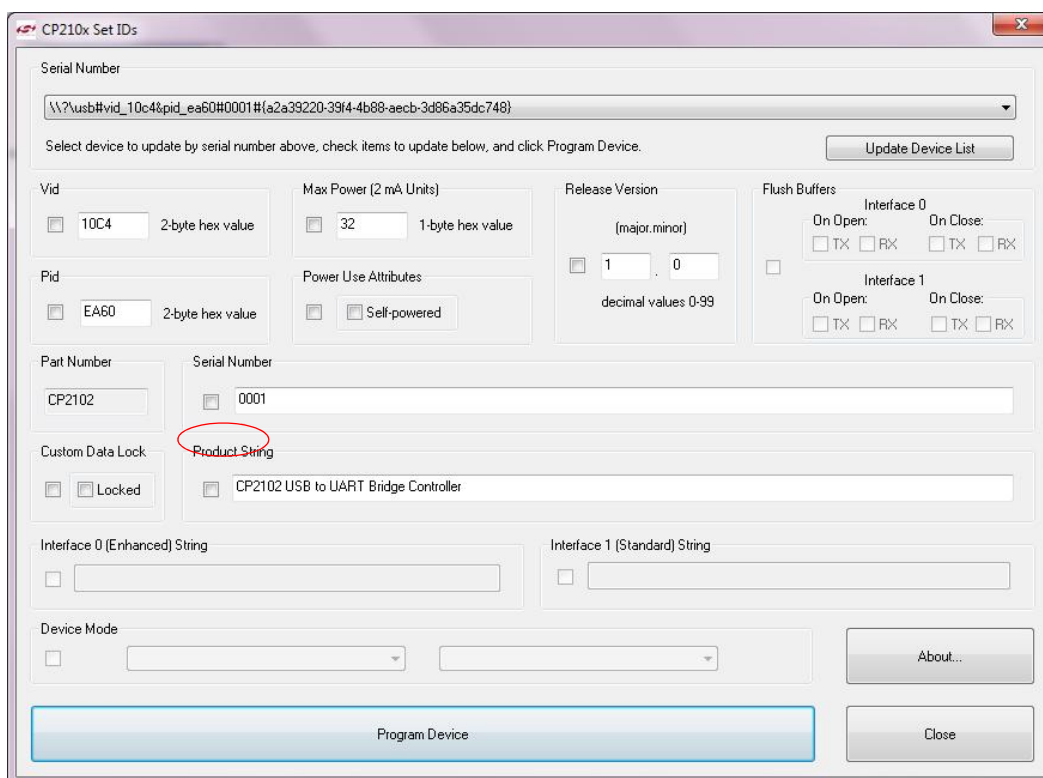 CP210x Set IDs
Serial Number
\\?\usb#vid_10c4&pid_ea60#0001#{a2a39220-39f4-4b88-aecb-3d86a35dc748}
Select device to update by serial number above, check items to update below, and click Program Device.
Update Device List
Vid
10C4
2-byte hex value
Max Power (2 mA Units)
32
1-byte hex value
Release Version
(major.minor)
1 . 0
decimal values 0-99
Flush Buffers
Interface 0
On Open: On Close:
TX RX TX RX
Interface 1
On Open: On Close:
TX RX TX RX
Pid
EA60
2-byte hex value
Power Use Attributes
Self-powered
Part Number
CP2102
Serial Number
0001
Custom Data Lock
Locked
Product String
CP2102 USB to UART Bridge Controller
Interface 0 (Enhanced) String
Interface 1 (Standard) String
Device Mode
About...
Program Device
Close